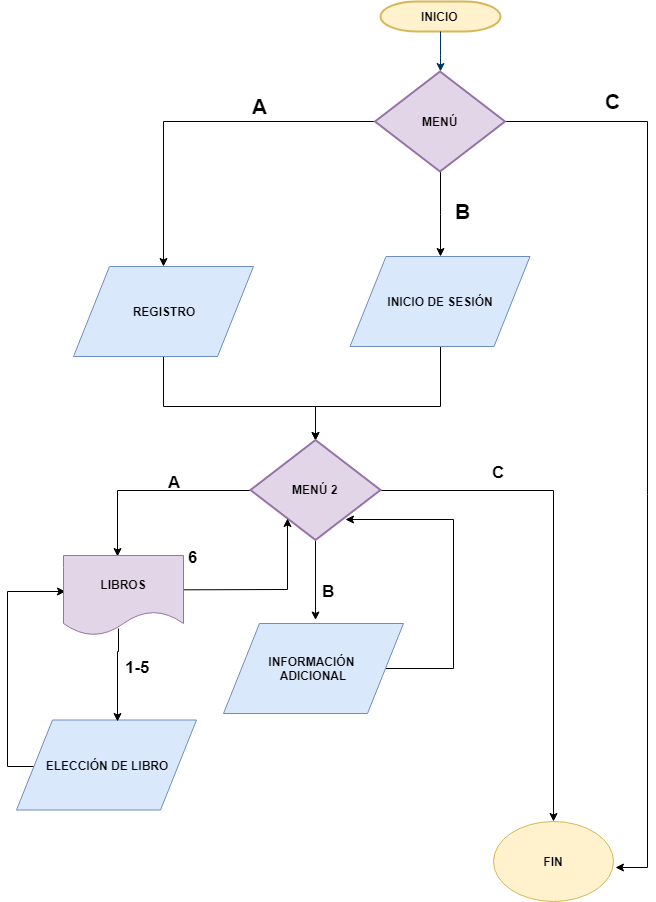 INICIO
MENÚ
A
C
B
REGISTRO
INICIO DE SESIÓN
MENÚ 2
A
C
6
LIBROS
B
1-5
INFORMACIÓN
ADICIONAL
ELECCIÓN DE LIBRO
FIN